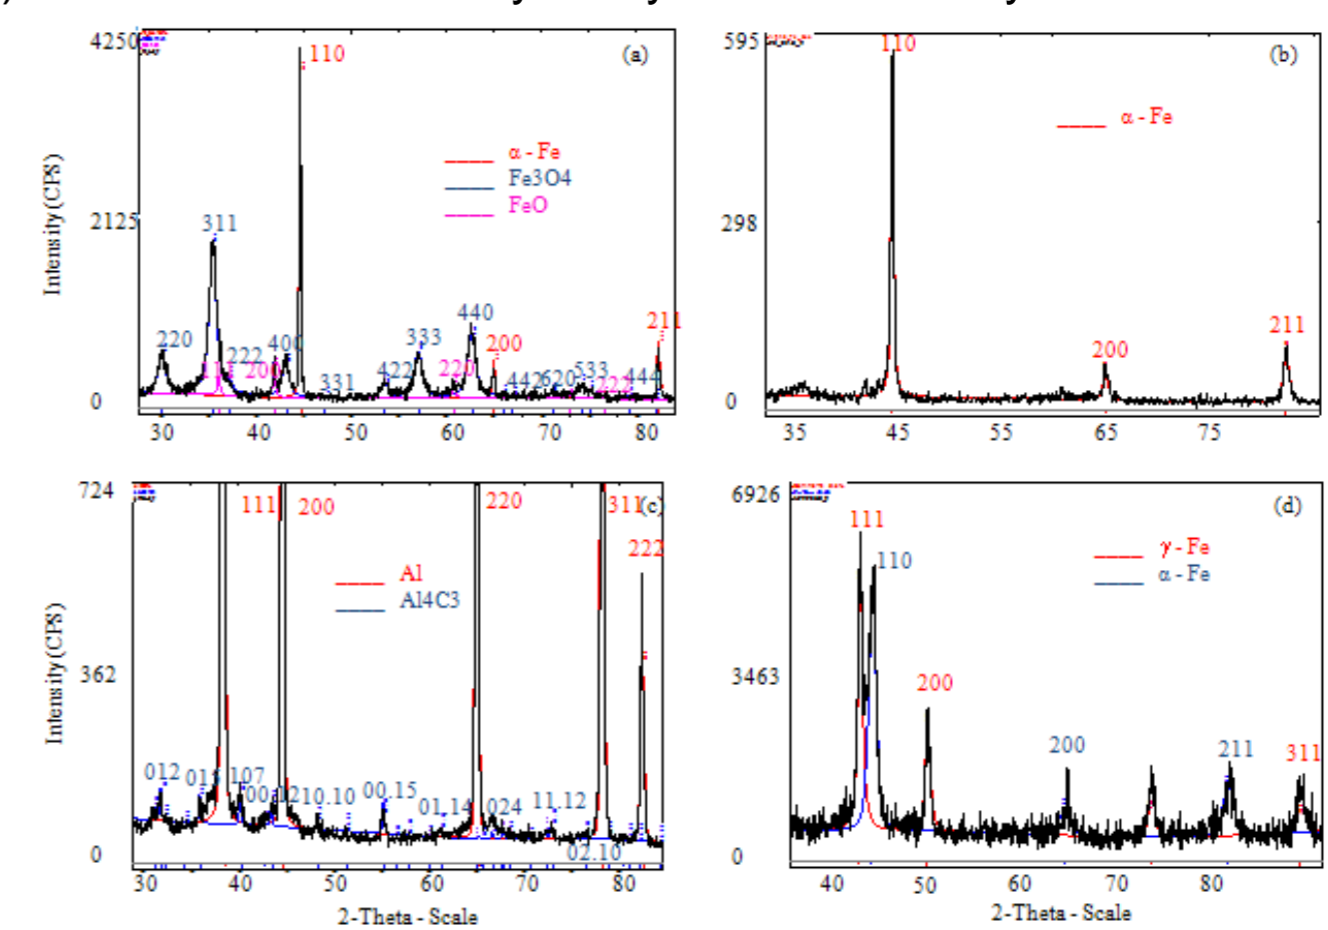 4250
110
(a)
α - Fe
Fe3O4
FeO
2125
311
Intensity (CPS)
220
222
200
400
331
422
333
220
440
200
442
620
533
222
444
211
0
30 40 50 60 70 80
595
110
(b)
α - Fe
298
200
211
0
35 45 55 65 75
724
111
200
220
311
(c)
222
Al
Al4C3
362
Intensity (CPS)
012
107
10.10
00.15
01.14
024
11.12
02.10
0
30 40 50 60 70 80
2-Theta - Scale
6926
111
110
(d)
γ - Fe
α - Fe
3463
200
200
211
311
0
40 50 60 70 80
2-Theta - Scale